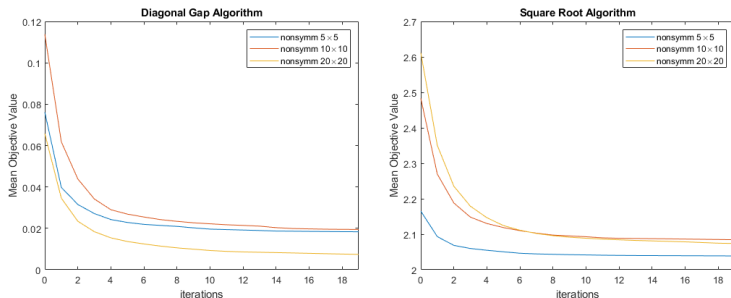 Diagonal Gap Algorithm
0.12
0.1
0.08
0.06
0.04
0.02
0
Mean Objective Value
0 2 4 6 8 10 12 14 16 18
iterations
nonsymm 5×5
nonsymm 10×10
nonsymm 20×20
Square Root Algorithm
2.7
2.6
2.5
2.4
2.3
2.2
2.1
2
Mean Objective Value
0 2 4 6 8 10 12 14 16 18
iterations
nonsymm 5×5
nonsymm 10×10
nonsymm 20×20